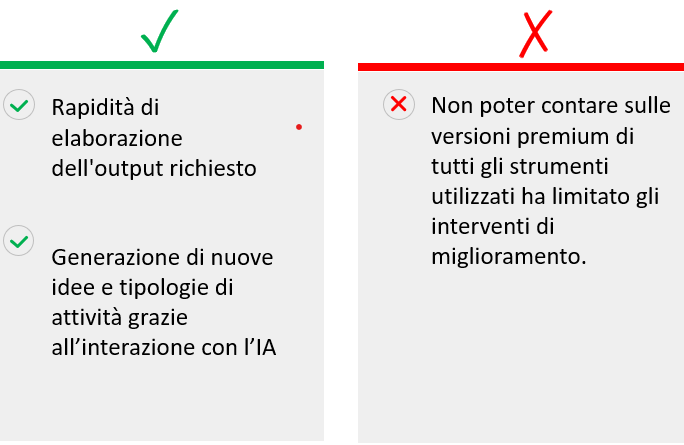 Rapidità di
elaborazione
dell'output richiesto
Generazione di nuove
idee e tipologie di
attività grazie
all’interazione con l’IA
Non poter contare sulle
versioni premium di
tutti gli strumenti
utilizzati ha limitato gli
interventi di
miglioramento.